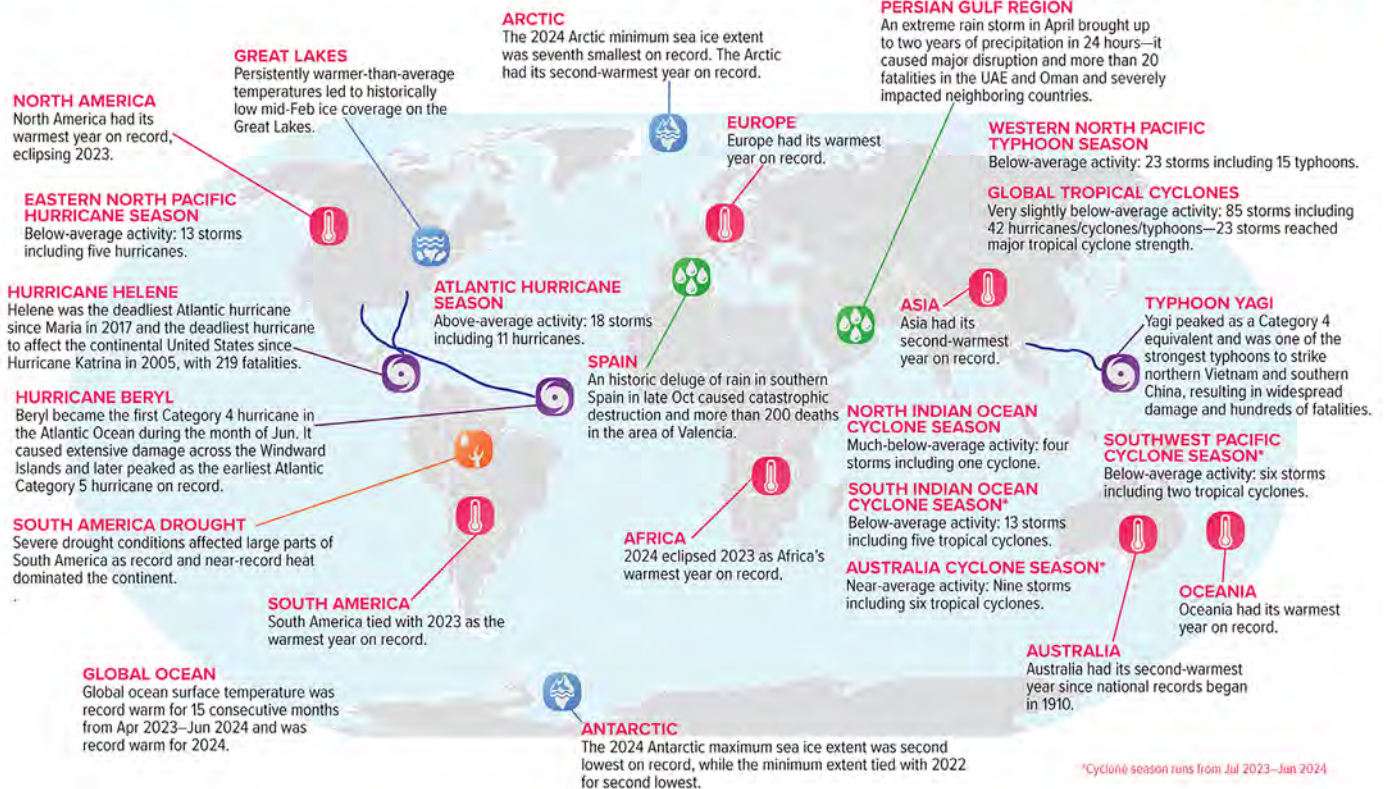 ARCTIC
The 2024 Arctic minimum sea ice extent
was seventh smallest on record. The Arctic
had its second-warmest year on record.
PERSIAN GULF REGION
An extreme rain storm in April brought up
to two years of precipitation in 24 hours—it
caused major disruption and more than 20
fatalities in the UAE and Oman and severely
impacted neighboring countries.
GREAT LAKES
Persistently warmer-than-average
temperatures led to historically
low mid-Feb ice coverage on the
Great Lakes.
NORTH AMERICA
North America had its
warmest year on record,
eclipsing 2023.
EUROPE
Europe had its warmest
year on record.
WESTERN NORTH PACIFIC
TYPHOON SEASON
Below-average activity: 23 storms including 15 typhoons.
GLOBAL TROPICAL CYCLONES
Very slightly below-average activity: 85 storms including
42 hurricanes/cyclones/typhoons—23 storms reached
major tropical cyclone strength.
EASTERN NORTH PACIFIC
HURRICANE SEASON
Below-average activity: 13 storms
including five hurricanes.
HURRICANE HELENE
Helene was the deadliest Atlantic hurricane
since Maria in 2017 and the deadliest hurricane
to affect the continental United States since
Hurricane Katrina in 2005, with 219 fatalities.
ATLANTIC HURRICANE
SEASON
Above-average activity: 18 storms
including 11 hurricanes.
ASIA
Asia had its
second-warmest
year on record.
TYPHOON YAGI
Yagi peaked as a Category 4
equivalent and was one of the
strongest typhoons to strike
northern Vietnam and southern
China, resulting in widespread
damage and hundreds of fatalities.
SPAIN
An historic deluge of rain in southern
Spain in late Oct caused catastrophic
destruction and more than 200 deaths
in the area of Valencia.
HURRICANE BERYL
Beryl became the first Category 4 hurricane in
the Atlantic Ocean during the month of Jun. It
caused extensive damage across the Windward
Islands and later peaked as the earliest Atlantic
Category 5 hurricane on record.
NORTH INDIAN OCEAN
CYCLONE SEASON
Much-below-average activity: four
storms including one cyclone.
SOUTHWEST PACIFIC
CYCLONE SEASON*
Below-average activity: six storms
including two tropical cyclones.
SOUTH INDIAN OCEAN
CYCLONE SEASON*
Below-average activity: 13 storms
including five tropical cyclones.
SOUTH AMERICA DROUGHT
Severe drought conditions affected large parts of
South America as record and near-record heat
dominated the continent.
.
AFRICA
2024 eclipsed 2023 as Africa's
warmest year on record.
AUSTRALIA CYCLONE SEASON*
Near-average activity: Nine storms
including six tropical cyclones.
SOUTH AMERICA
South America tied with 2023 as the
warmest year on record.
OCEANIA
Oceania had its warmest
year on record.
AUSTRALIA
Australia had its second-warmest
year since national records began
in 1910.
GLOBAL OCEAN
Global ocean surface temperature was
record warm for 15 consecutive months
from Apr 2023–Jun 2024 and was
record warm for 2024.
ANTARCTIC
The 2024 Antarctic maximum sea ice extent was second
lowest on record, while the minimum extent tied with 2022
for second lowest.
*Cyclone season runs from Jul 2023–Jun 2024